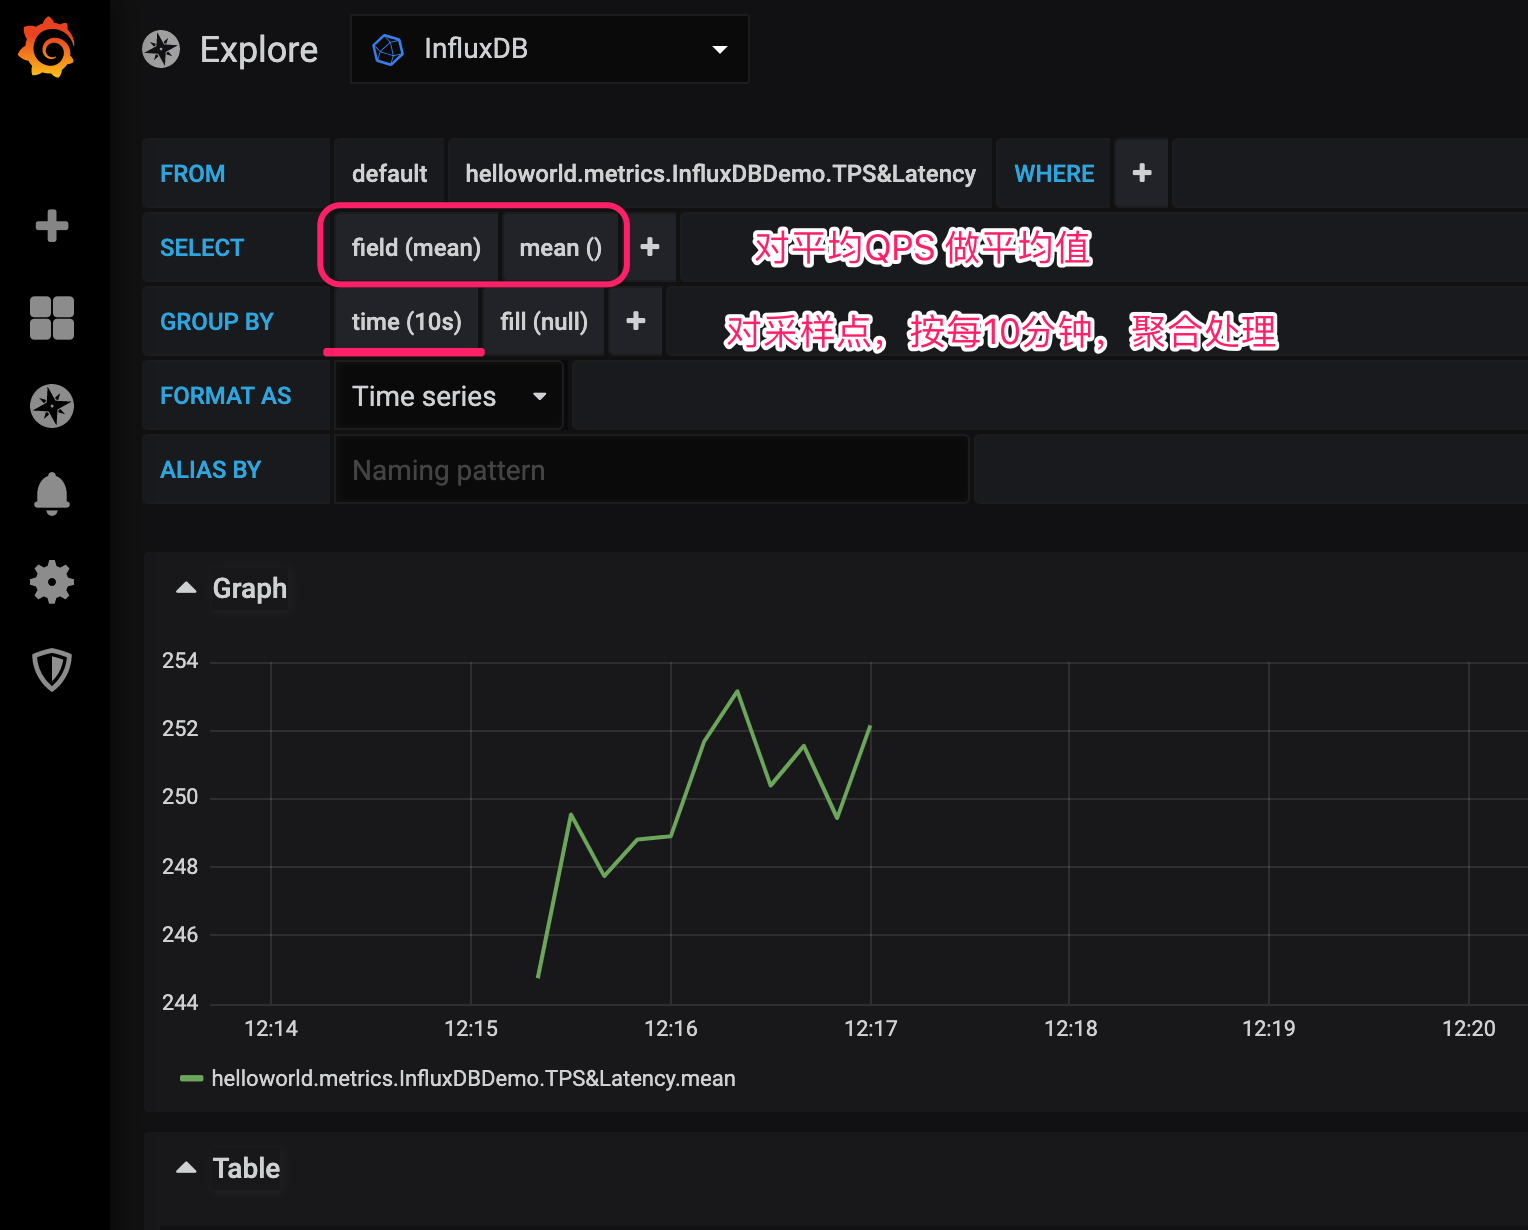 Explore InfluxDB
FROM default helloworld.metrics.InfluxDBDemo.TPS&Latency WHERE +
SELECT field (mean) mean () + 对平均QPS 做平均值
GROUP BY time (10s) fill (null) + 对采样点，按每10分钟，聚合处理
FORMAT AS Time series
ALIAS BY Naming pattern
Graph
254
252
250
248
246
244
12:14 12:15 12:16 12:17 12:18 12:19 12:20
helloworld.metrics.InfluxDBDemo.TPS&Latency.mean
Table